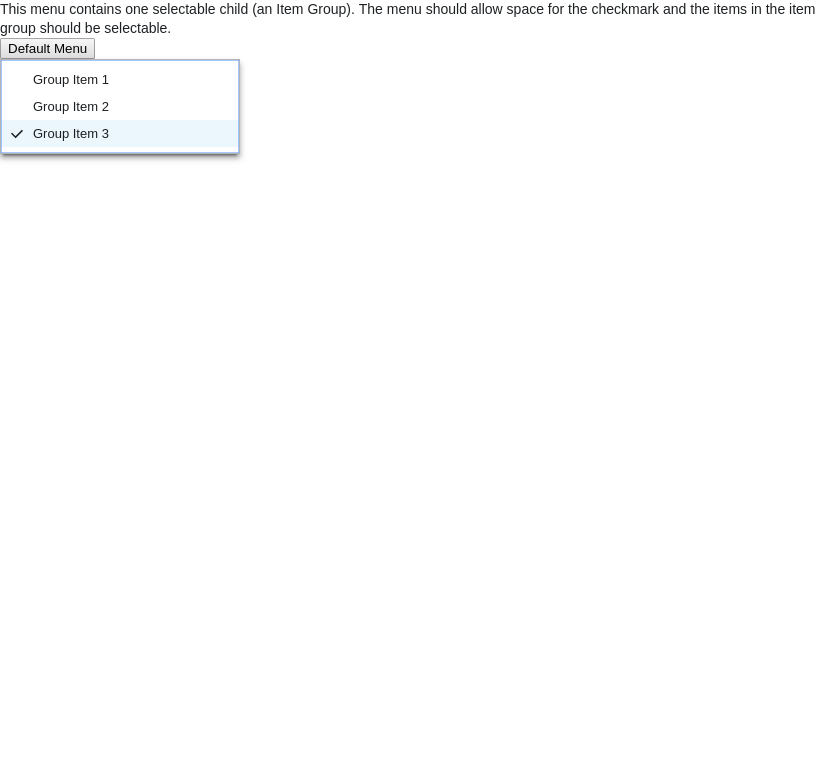 This menu contains one selectable child (an Item Group). The menu should allow space for the checkmark and the items in the item
group should be selectable.
Default Menu
Group Item 1
Group Item 2
Group Item 3